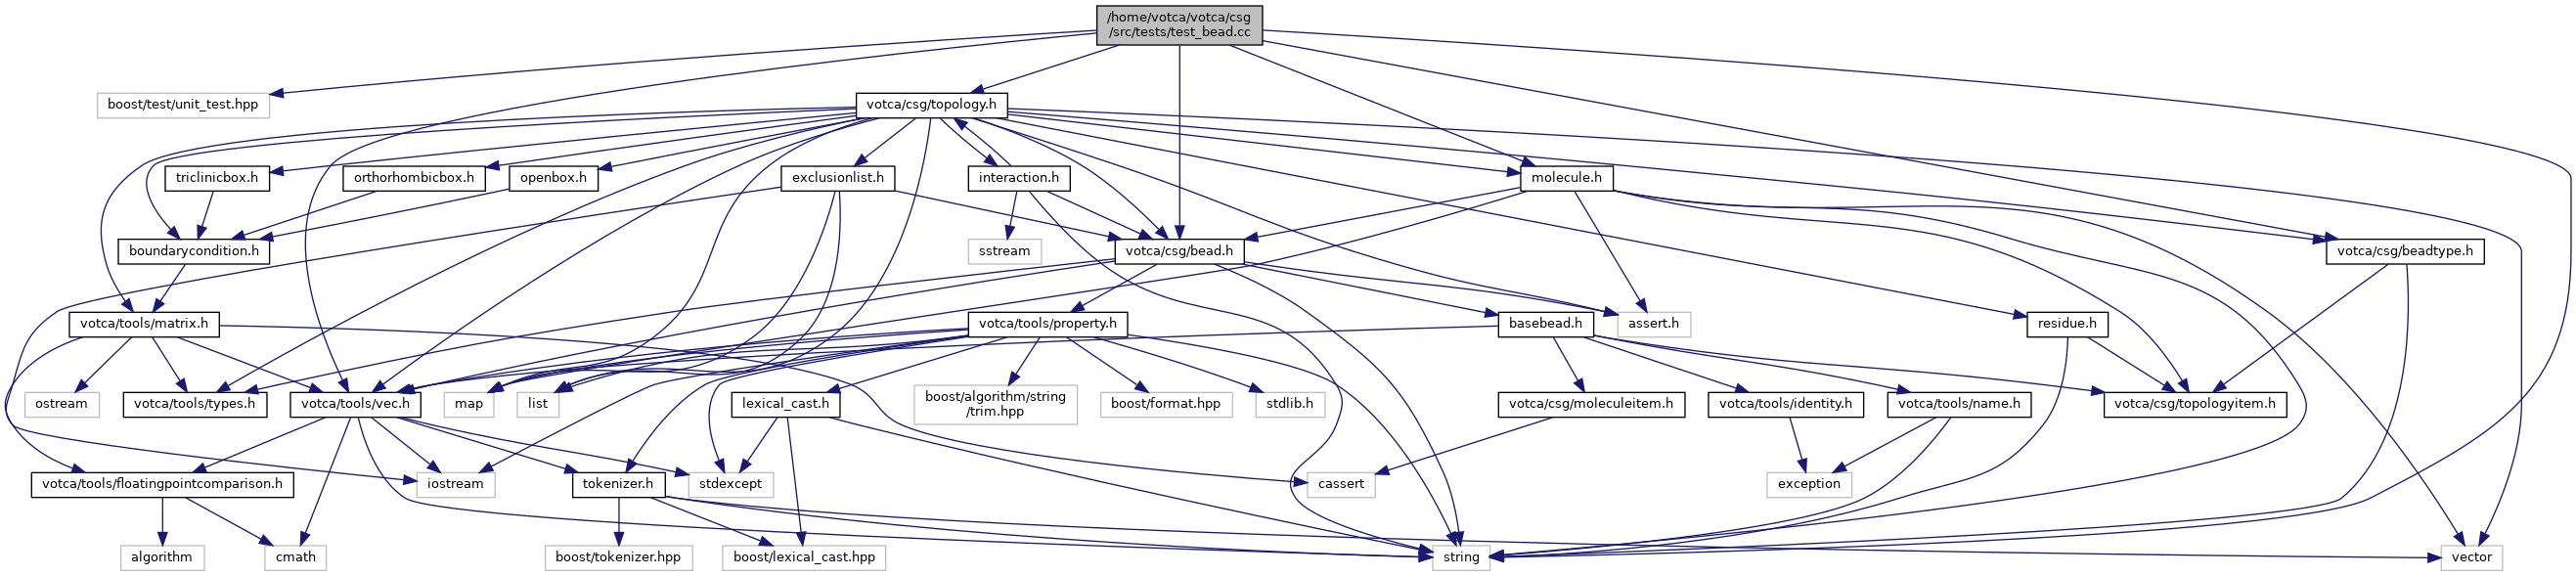 /home/votca/votca/csg
/src/tests/test_bead.cc
boost/test/unit_test.hpp
votca/csg/topology.h
triclinicbox.h
orthorhombicbox.h
openbox.h
exclusionlist.h
interaction.h
molecule.h
boundarycondition.h
sstream
votca/csg/bead.h
votca/csg/beadtype.h
votca/tools/matrix.h
votca/tools/property.h
basebead.h
assert.h
residue.h
ostream
votca/tools/types.h
votca/tools/vec.h
map
list
lexical_cast.h
boost/algorithm/string
/trim.hpp
boost/format.hpp
stdlib.h
votca/csg/moleculeitem.h
votca/tools/identity.h
votca/tools/name.h
votca/csg/topologyitem.h
votca/tools/floatingpointcomparison.h
iostream
tokenizer.h
stdexcept
cassert
exception
algorithm
cmath
boost/tokenizer.hpp
boost/lexical_cast.hpp
string
vector